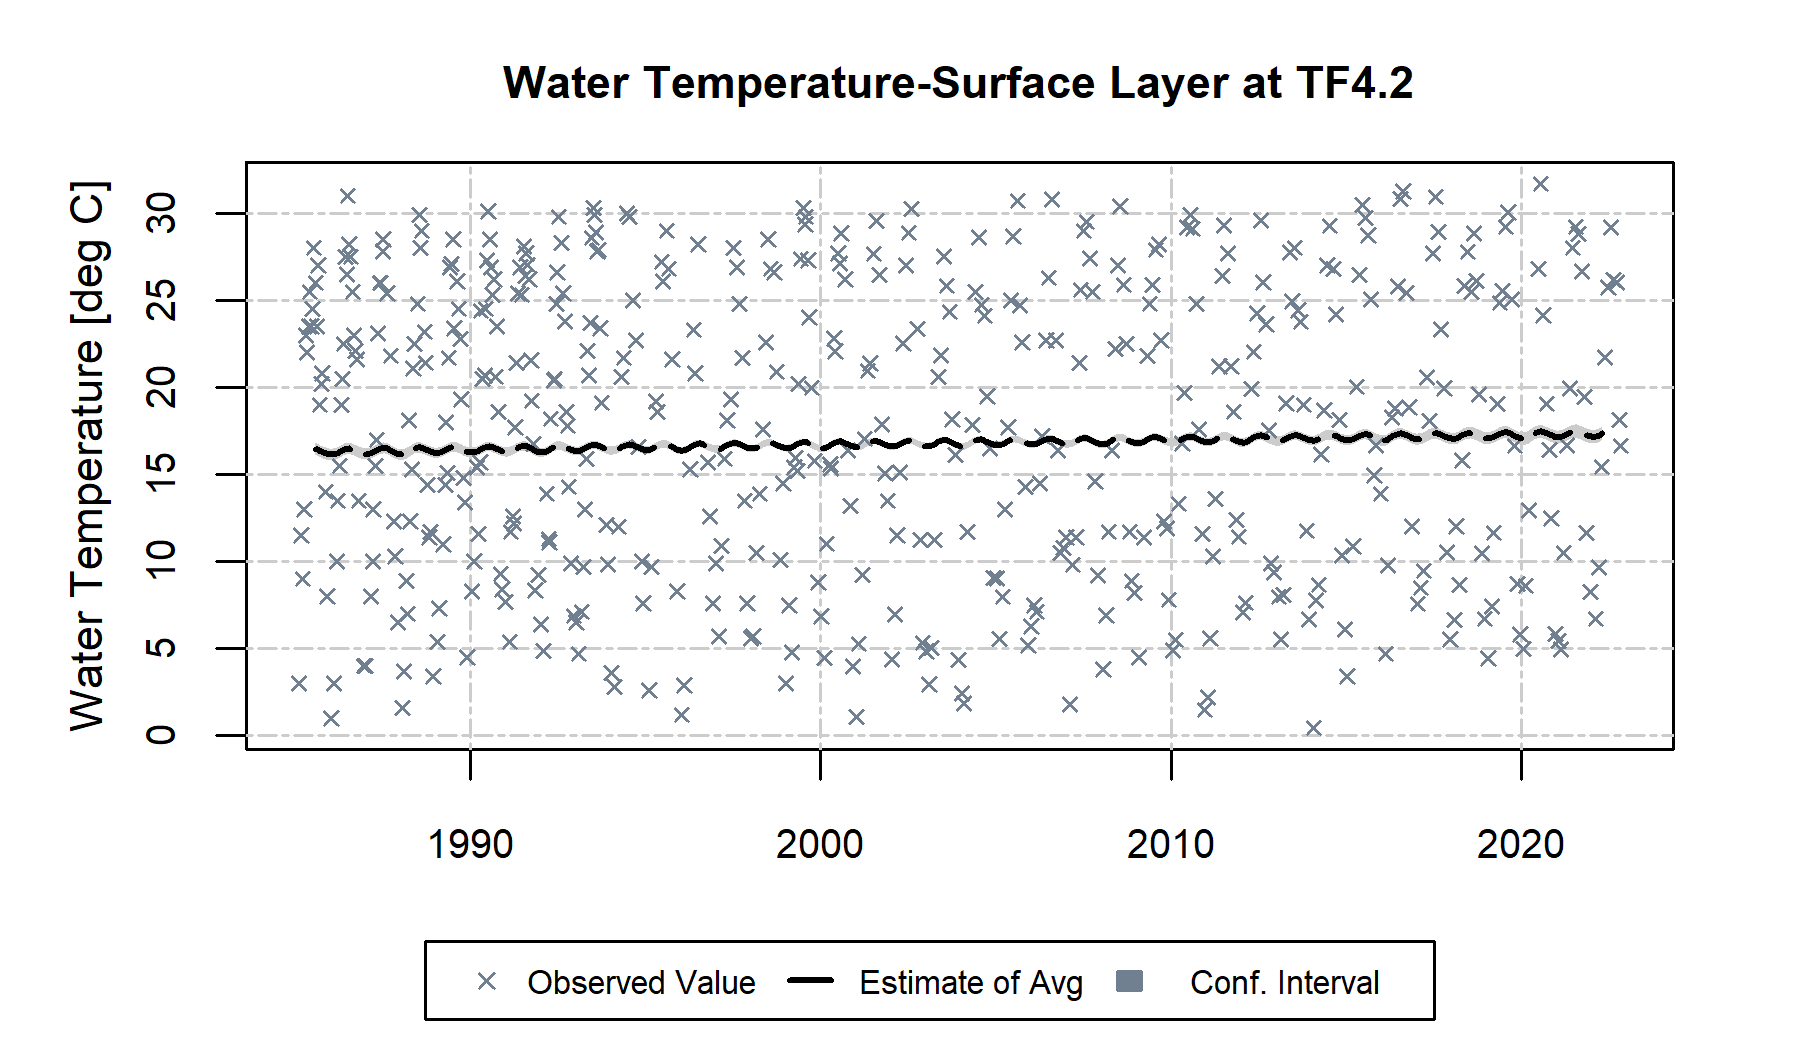 Water Temperature-Surface Layer at TF4.2
Water Temperature [deg C]
30
25
20
15
10
5
0
1990 2000 2010 2020
Observed Value Estimate of Avg Conf. Interval